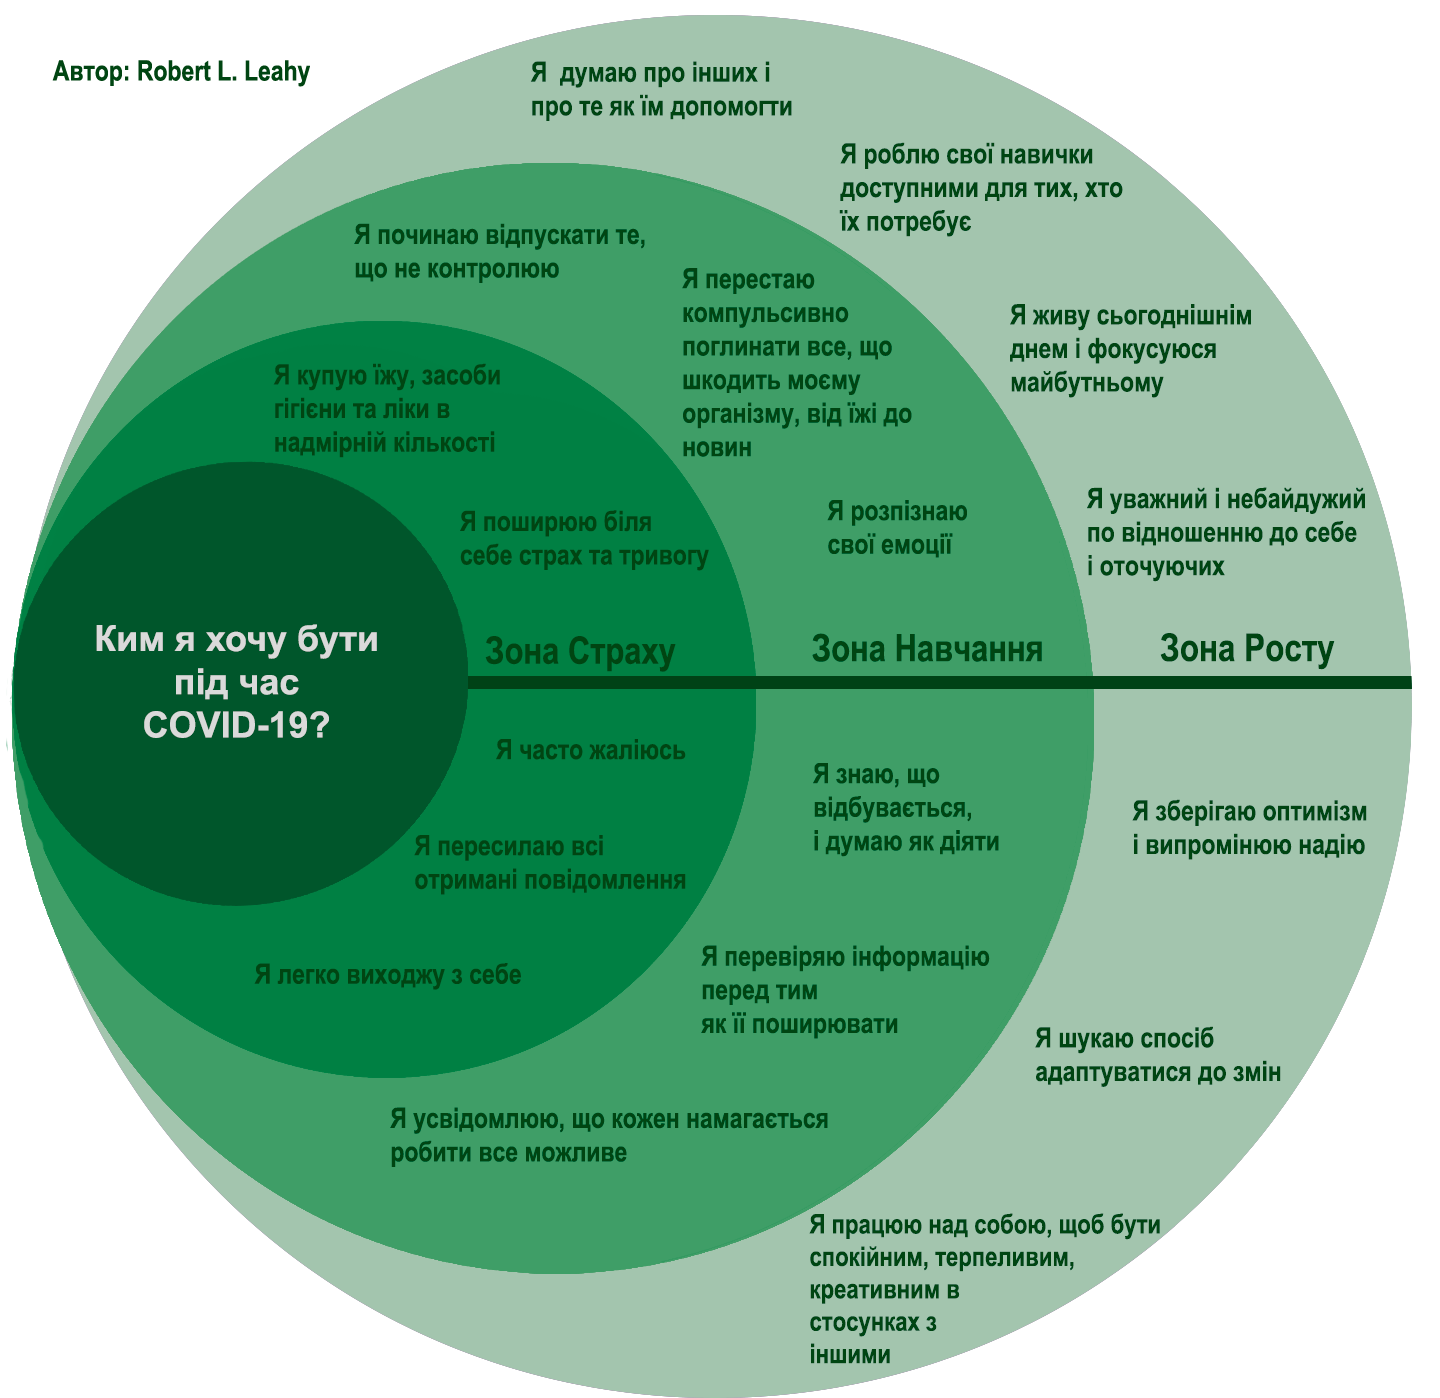 Автор: Robert L. Leahy
Я думаю про інших і
про те як їм допомогти
Я роблю свої навички
доступними для тих, хто
їх потребує
Я починаю відпускати те,
що не контролюю
Я перестаю
компульсивно
поглинати все, що
шкодить моєму
організму, від їжі до
новин
Я живу сьогоднішнім
днем і фокусуюся
майбутньому
Я купую їжу, засоби
гігієни та ліки в
надмірній кількості
Я поширюю біля
себе страх та тривогу
Я розпізнаю
свої емоції
Я уважний і небайдужий
по відношенню до себе
і оточуючих
Ким я хочу бути
під час
COVID-19?
Зона Страху
Зона Навчання
Зона Росту
Я часто жаліюсь
Я знаю, що
відбувається,
і думаю як діяти
Я зберігаю оптимізм
і випромінюю надію
Я пересилаю всі
отримані повідомлення
Я легко виходжу з себе
Я перевіряю інформацію
перед тим
як її поширювати
Я шукаю спосіб
адаптуватися до змін
Я усвідомлюю, що кожен намагається
робити все можливе
Я працюю над собою, щоб бути
спокійним, терпеливим,
креативним в
стосунках з
іншими